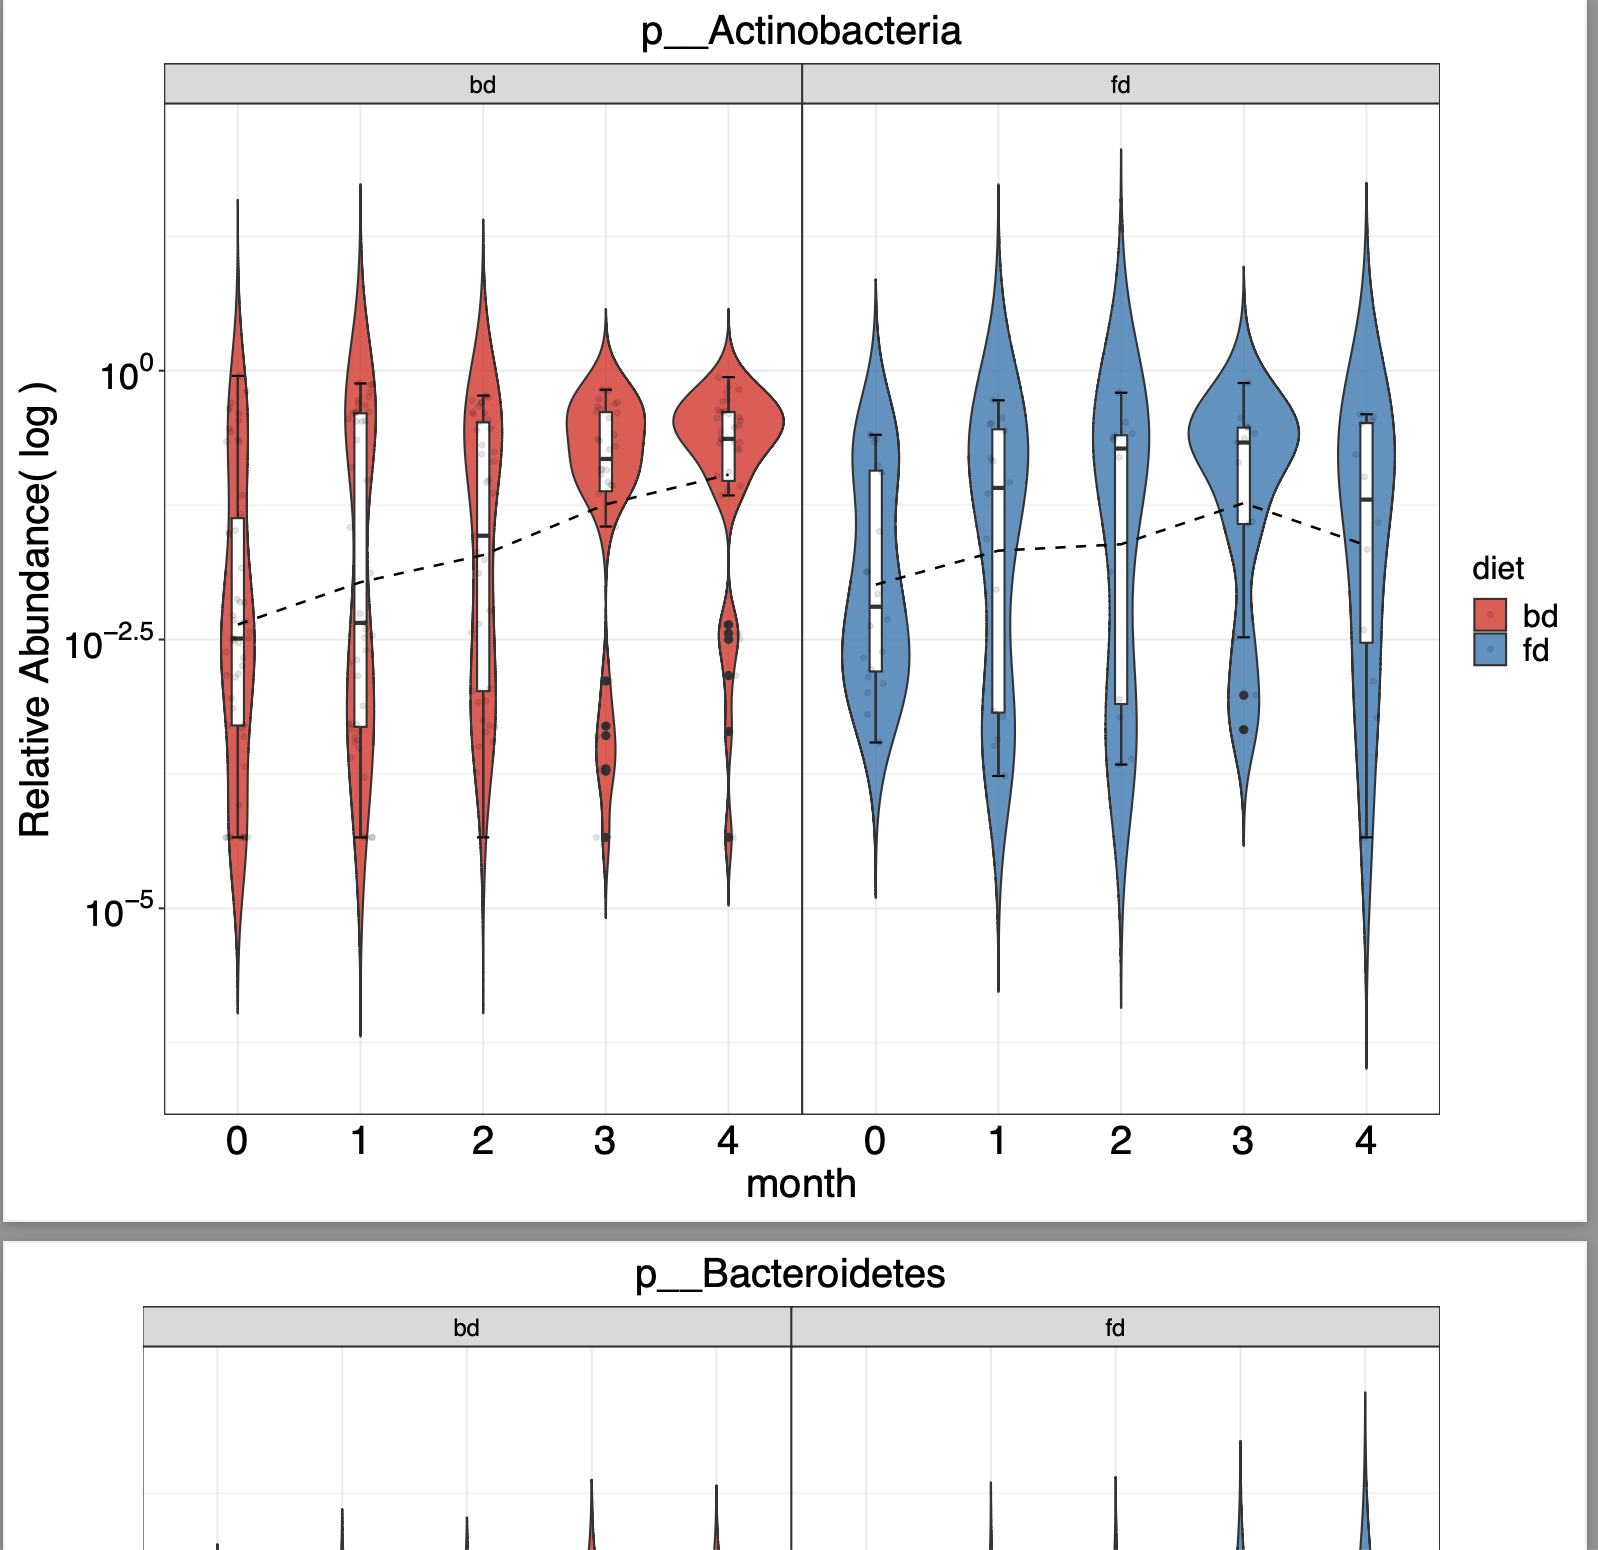 p__Actinobacteria
bd
fd
Relative Abundance( log )
10^0
10^−2.5
10^−5
0 1 2 3 4
0 1 2 3 4
month
diet
bd
fd
p__Bacteroidetes
bd
fd